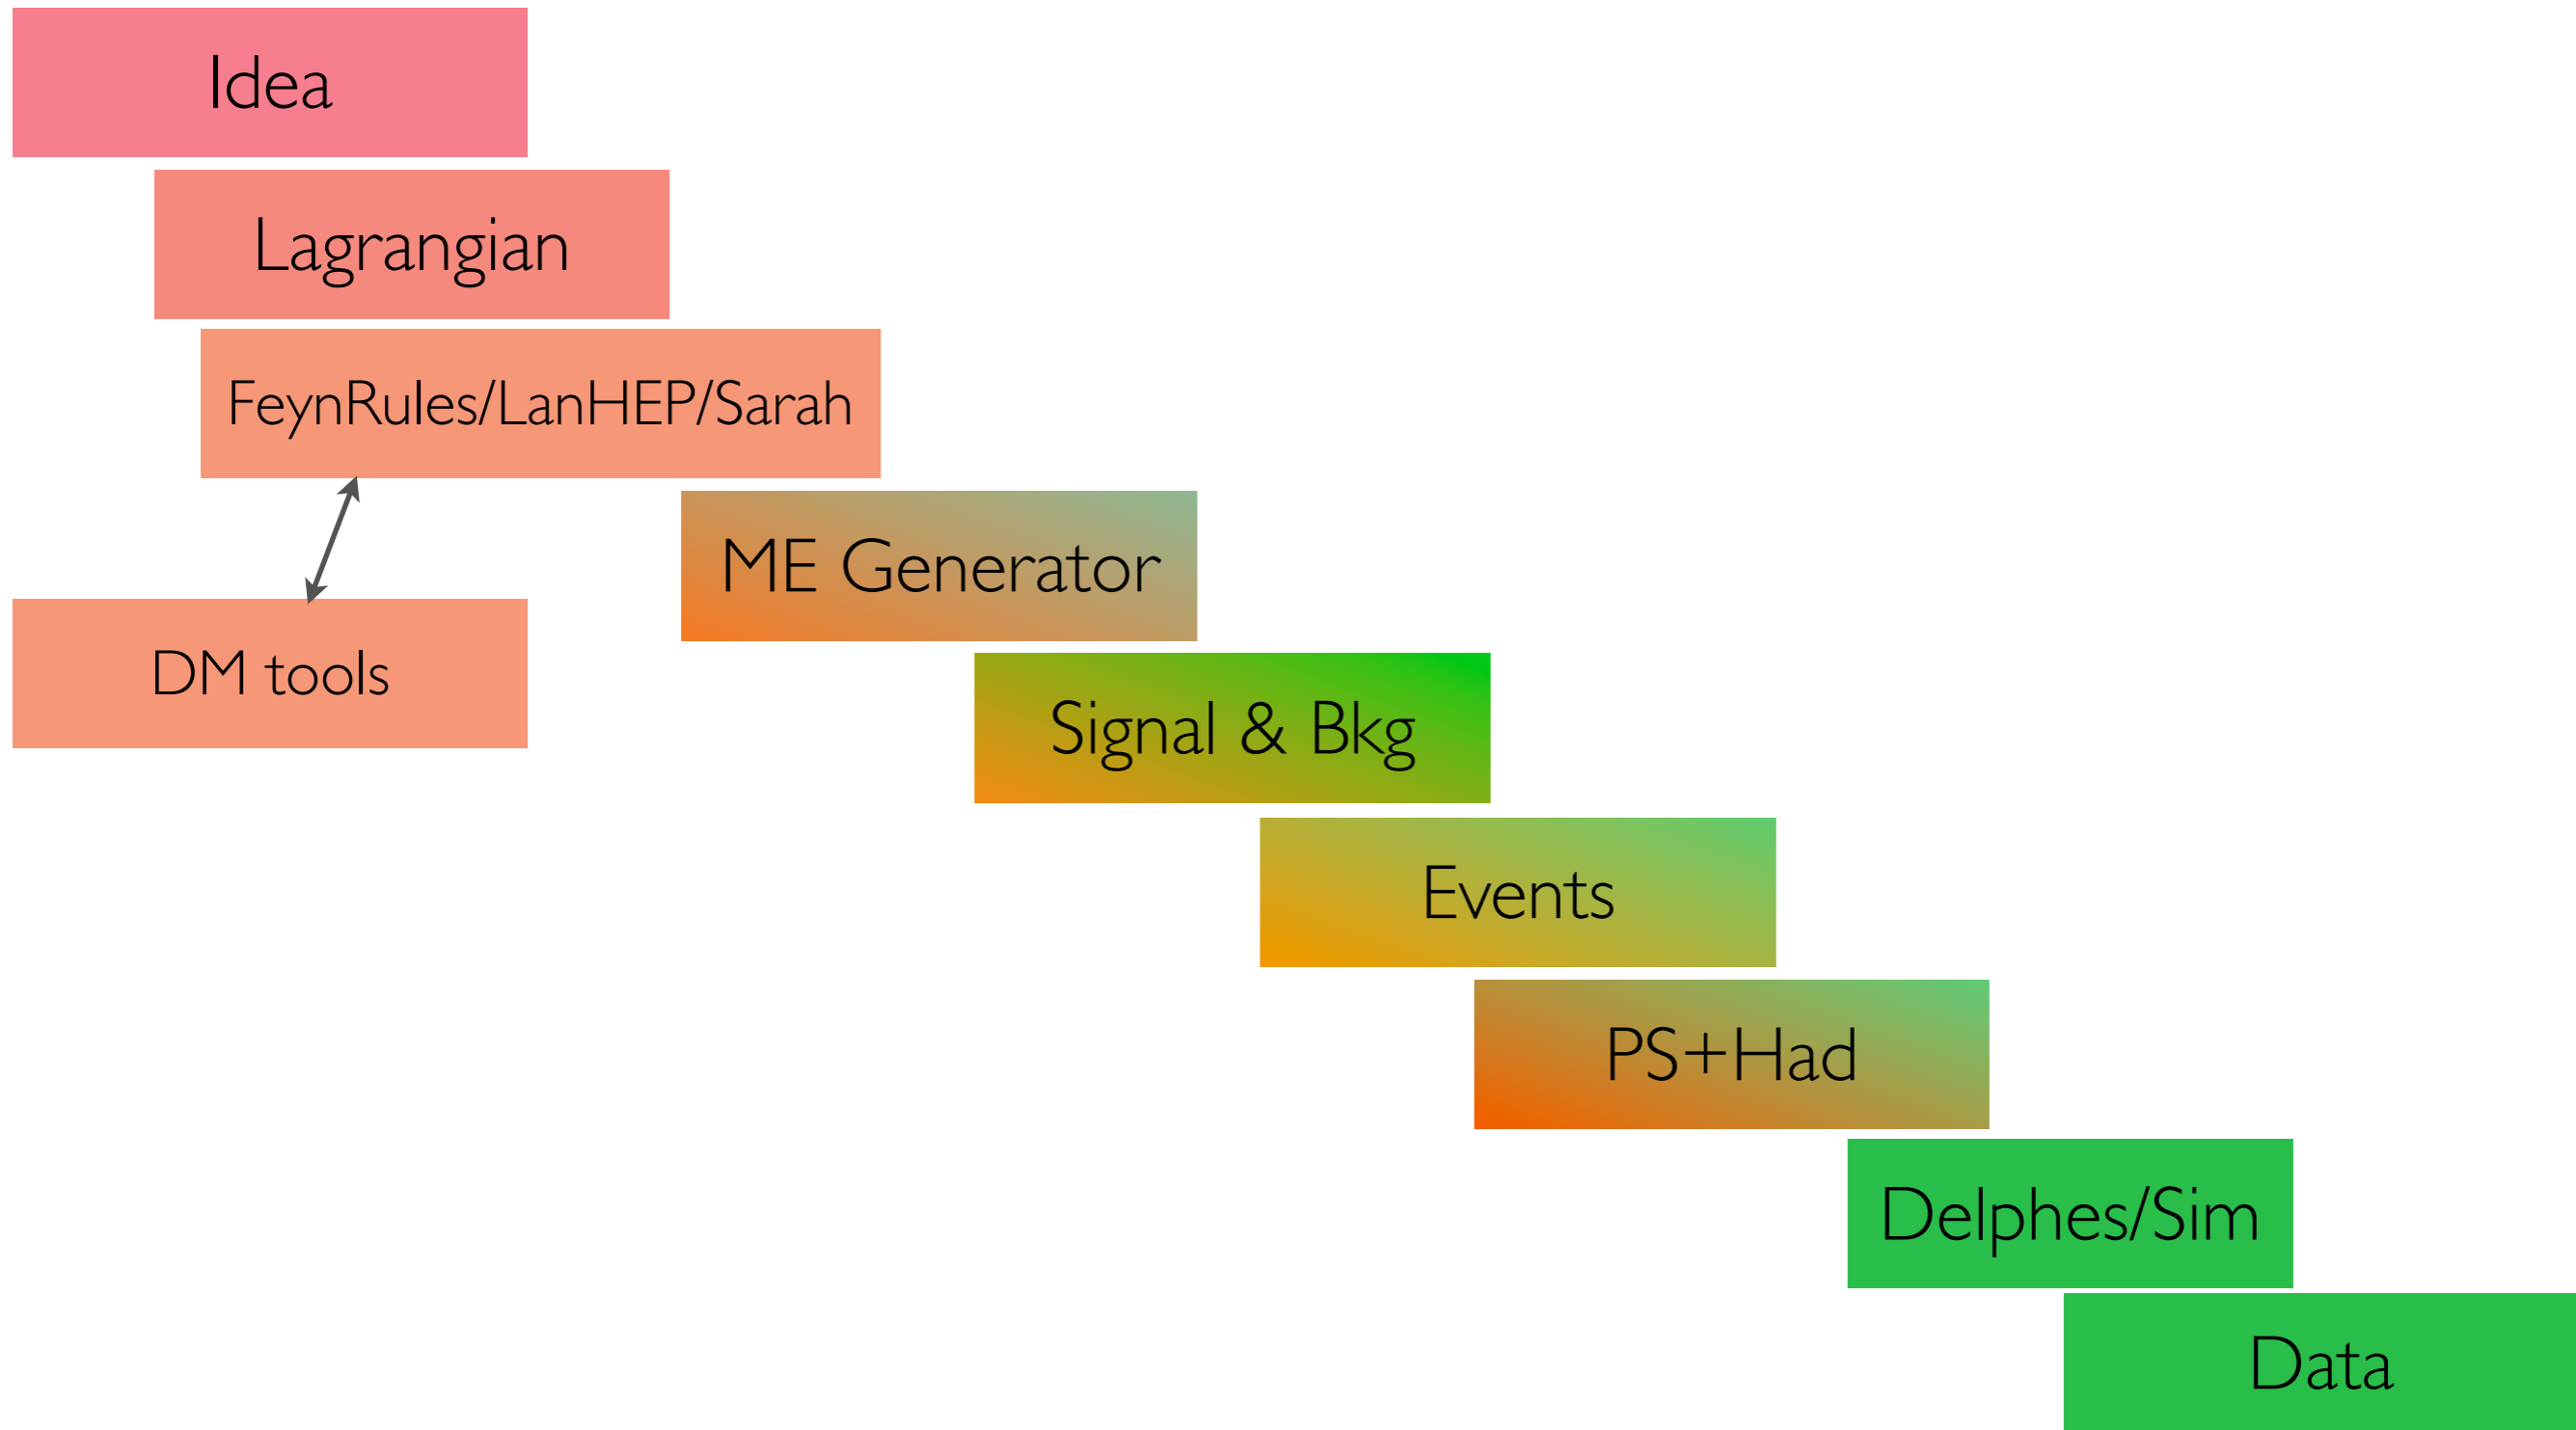 Idea
Lagrangian
FeynRules/LanHEP/Sarah
ME Generator
DM tools
Signal & Bkg
Events
PS+Had
Delphes/Sim
Data